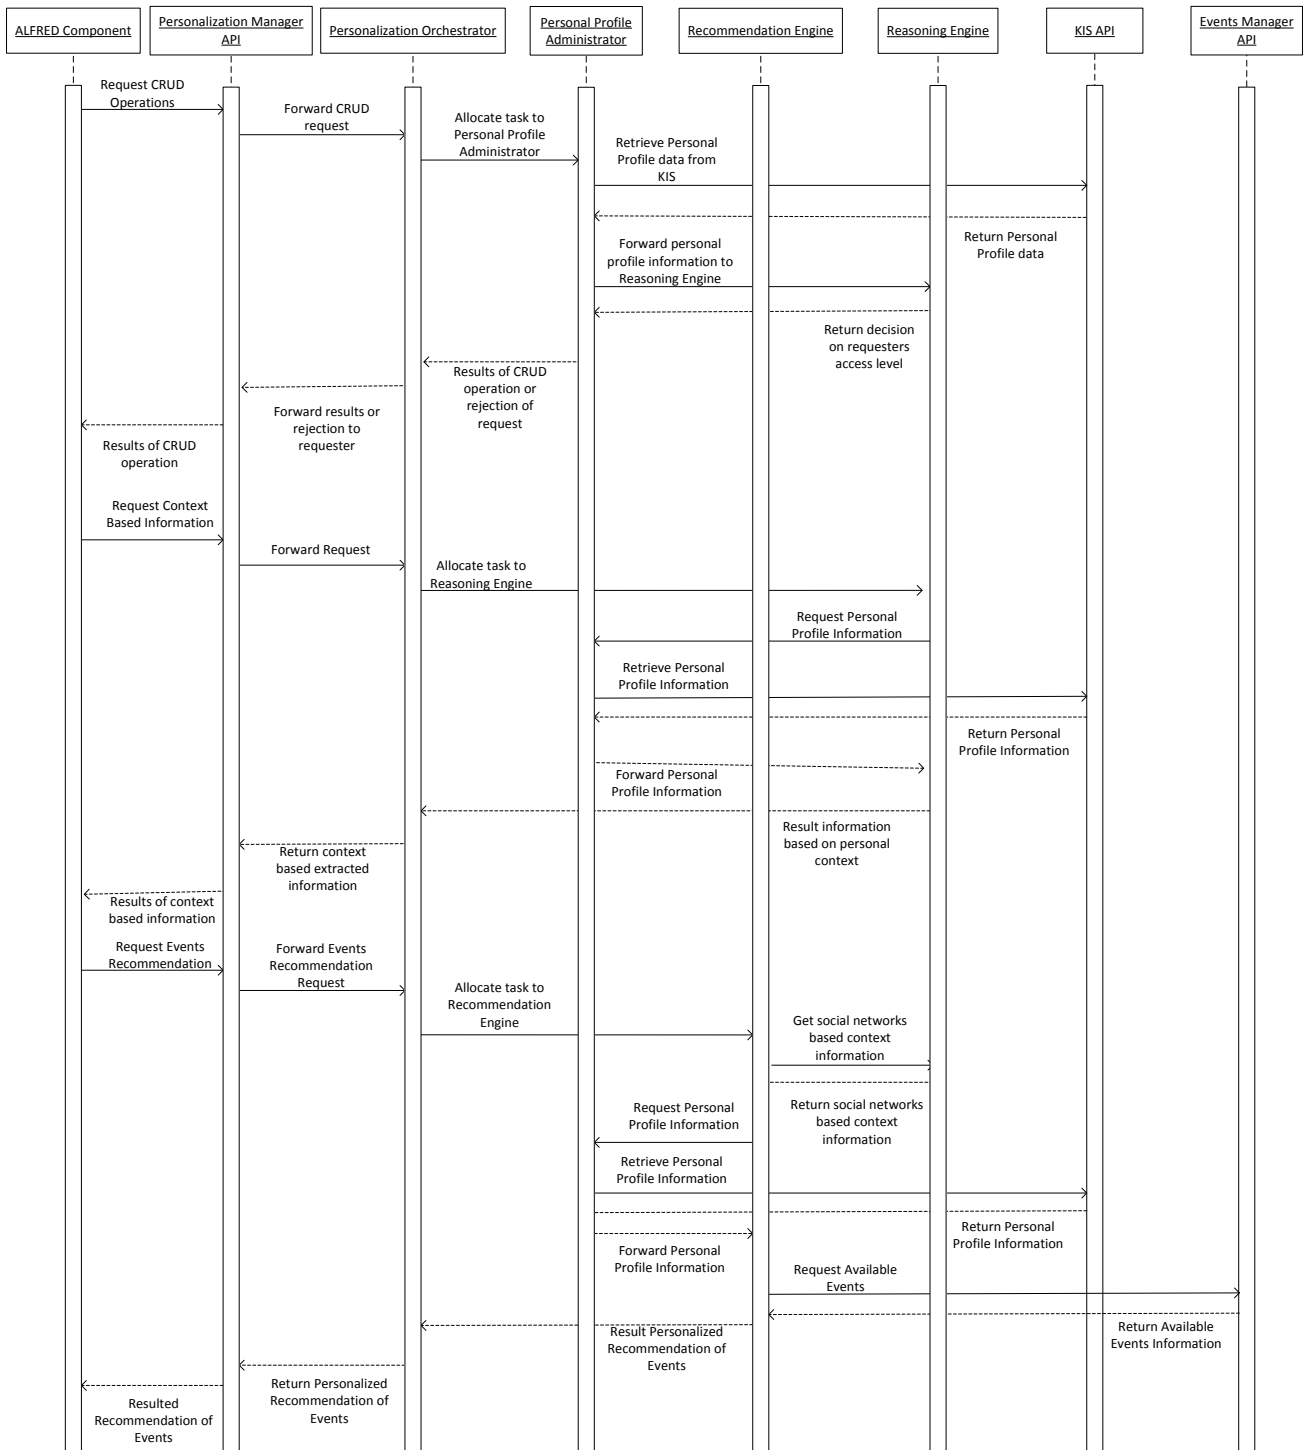 ALFRED Component
Personalization Manager
API
Personalization Orchestrator
Personal Profile
Administrator
Recommendation Engine
Reasoning Engine
KIS API
Events Manager
API
Request CRUD
Operations
Forward CRUD
request
Allocate task to
Personal Profile
Administrator
Retrieve Personal
Profile data from
KIS
Return Personal
Profile data
Forward personal
profile information to
Reasoning Engine
Return decision
on requesters
access level
Results of CRUD
operation or
rejection of
request
Forward results or
rejection to
requester
Results of CRUD
operation
Request Context
Based Information
Forward Request
Allocate task to
Reasoning Engine
Request Personal
Profile Information
Retrieve Personal
Profile Information
Return Personal
Profile Information
Forward Personal
Profile Information
Result information
based on personal
context
Return context
based extracted
information
Results of context
based information
Request Events
Recommendation
Forward Events
Recommendation
Request
Allocate task to
Recommendation
Engine
Get social networks
based context
information
Return social networks
based context
information
Request Personal
Profile Information
Retrieve Personal
Profile Information
Return Personal
Profile Information
Forward Personal
Profile Information
Request Available
Events
Return Available
Events Information
Result Personalized
Recommendation of
Events
Return Personalized
Recommendation of
Events
Resulted
Recommendation of
Events